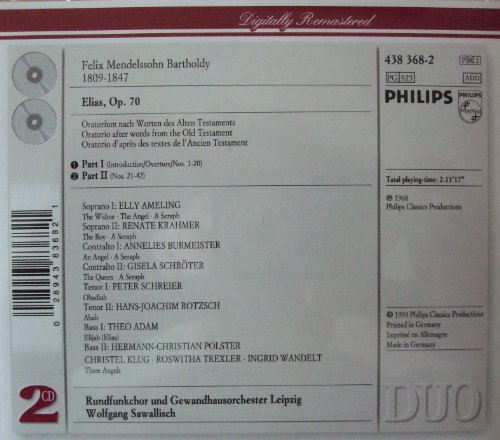 Digitally Remastered
Felix Mendelssohn Bartholdy
1809-1847
Elias, Op. 70
Oratorium nach Worten des Alten Testaments
Oratorio after words from the Old Testament
Oratorio d'après des textes de l'Ancien Testament
1 Part I (Introduction/Overture/Nos. 1-20)
2 Part II (Nos. 21-42)
Soprano I: ELLY AMELING
The Widow · The Angel · A Seraph
Soprano II: RENATE KRAHMER
The Boy · A Seraph
Contralto I: ANNELIES BURMEISTER
An Angel · A Seraph
Contralto II: GISELA SCHRÖTER
The Queen · A Seraph
Tenor I: PETER SCHREIER
Obadiah
Tenor II: HANS-JOACHIM ROTZSCH
Ahab
Bass I: THEO ADAM
Elijah (Elias)
Bass II: HERMANN-CHRISTIAN POLSTER
CHRISTEL KLUG · ROSWITHA TREXLER · INGRID WANDELT
Three Angels
Rundfunkchor und Gewandhausorchester Leipzig
Wolfgang Sawallisch
0 28943 83682 1
2 CD
438 368-2
PM 2
PG 925
ADD
PHILIPS
PHILIPS
Total playing-time: 2.11'17"
℗ 1968
Philips Classics Productions
© 1993 Philips Classics Productions
Printed in Germany
Imprimé en Allemagne
Made in Germany
DUO